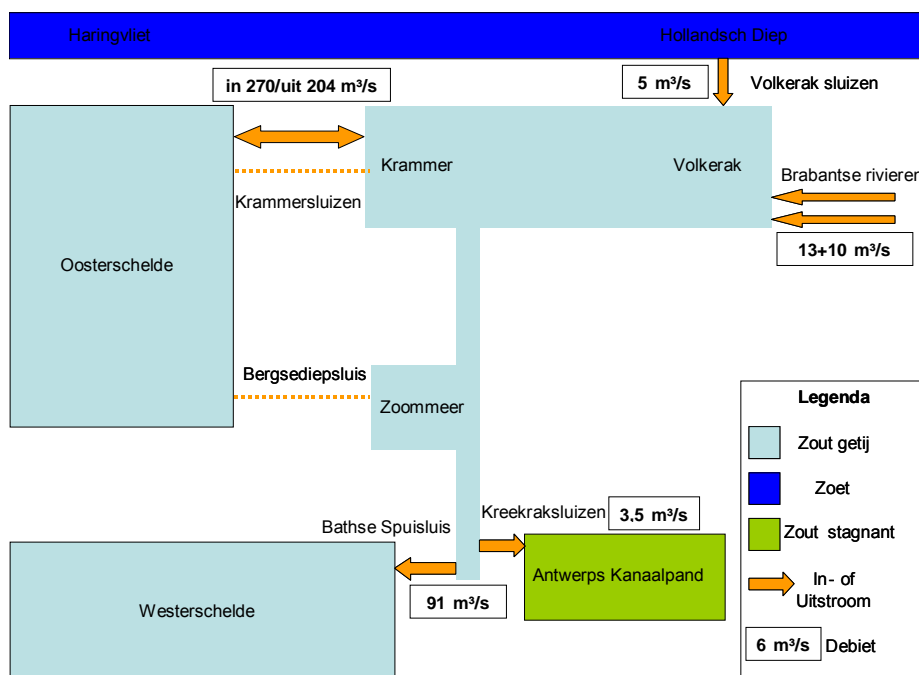 Haringvliet
Hollandsch Diep
in 270/uit 204 m³/s
5 m³/s
Volkerak sluizen
Krammer
Volkerak
Brabantse rivieren
Krammersluizen
13+10 m³/s
Oosterschelde
Bergsediepsluis
Zoommeer
Legenda
Zout getij
Zoet
Zout stagnant
In- of
Uitstroom
6 m³/s
Debiet
Kreekraksluizen
3,5 m³/s
Bathse Spuisluis
Antwerps Kanaalpand
91 m³/s
Westerschelde